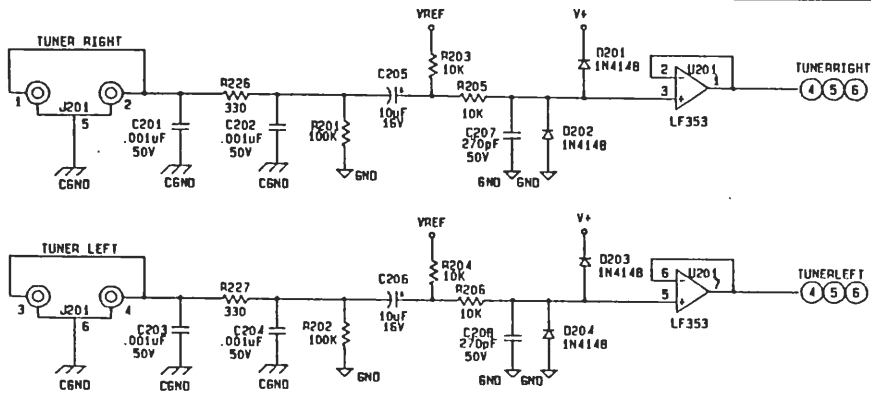 TUNER RIGHT
1
2
J201
5
CGND
C201
.001uF
50V
CGND
R226
330
C202
.001uF
50V
CGND
R201
100K
GND
C205
10uF
16V
VREF
R203
10K
R205
10K
C207
270pF
50V
GND
GND
D202
1N4148
V+
D201
1N4148
2
3
U201
1
LF353
TUNERRIGHT
4 5 6
TUNER LEFT
3
4
J201
6
CGND
C203
.001uF
50V
CGND
R227
330
C204
.001uF
50V
CGND
R202
100K
GND
C206
10uF
16V
VREF
R204
10K
R206
10K
C208
270pF
50V
GND
GND
D204
1N4148
V+
D203
1N4148
6
5
U201
7
LF353
TUNERLEFT
4 5 6